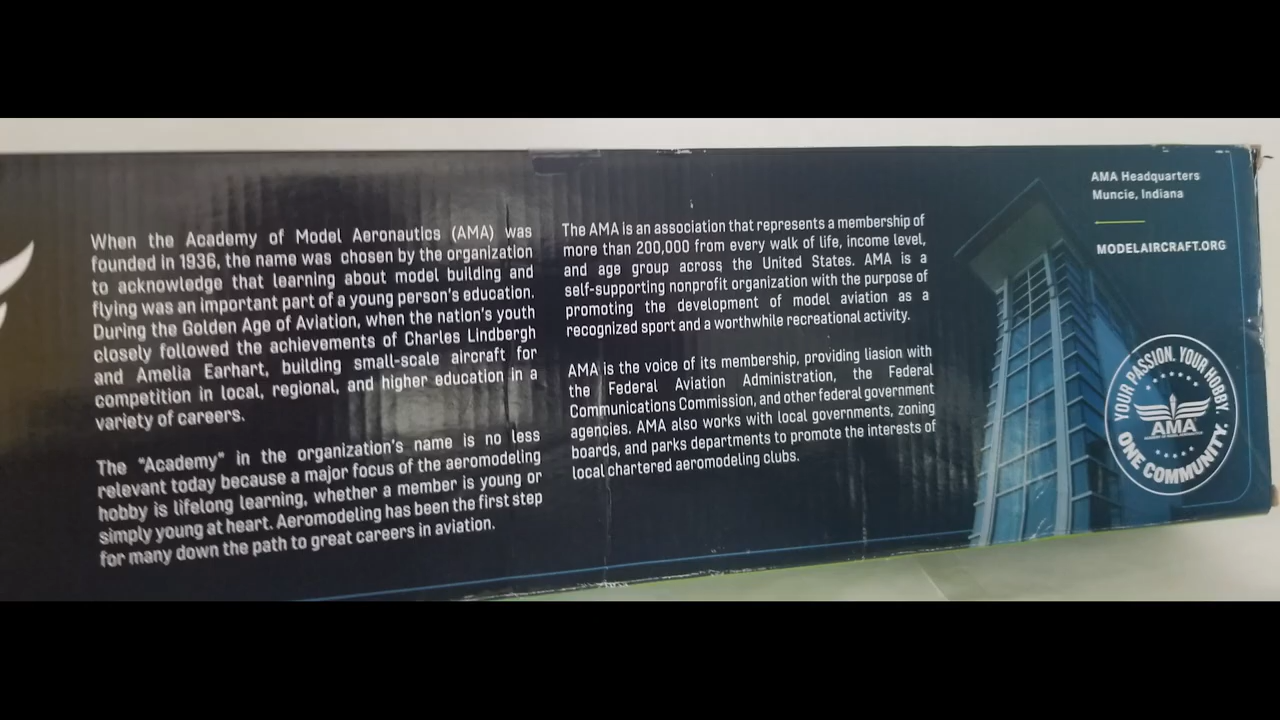 When the Academy of Model Aeronautics (AMA) was
founded in 1936, the name was chosen by the organization
to acknowledge that learning about model building and
flying was an important part of a young person's education.
During the Golden Age of Aviation, when the nation's youth
closely followed the achievements of Charles Lindbergh
and Amelia Earhart, building small-scale aircraft for
competition in local, regional, and higher education in a
variety of careers.
The "Academy" in the organization's name is no less
relevant today because a major focus of the aeromodeling
hobby is lifelong learning, whether a member is young or
simply young at heart. Aeromodeling has been the first step
for many down the path to great careers in aviation.
The AMA is an association that represents a membership of
more than 200,000 from every walk of life, income level,
and age group across the United States. AMA is a
self-supporting nonprofit organization with the purpose of
promoting the development of model aviation as a
recognized sport and a worthwhile recreational activity.
AMA is the voice of its membership, providing liasion with
the Federal Aviation Administration, the Federal
Communications Commission, and other federal government
agencies. AMA also works with local governments, zoning
boards, and parks departments to promote the interests of
local chartered aeromodeling clubs.
AMA Headquarters
Muncie, Indiana
MODELAIRCRAFT.ORG
YOUR PASSION. YOUR HOBBY.
AMA
ONE COMMUNITY.